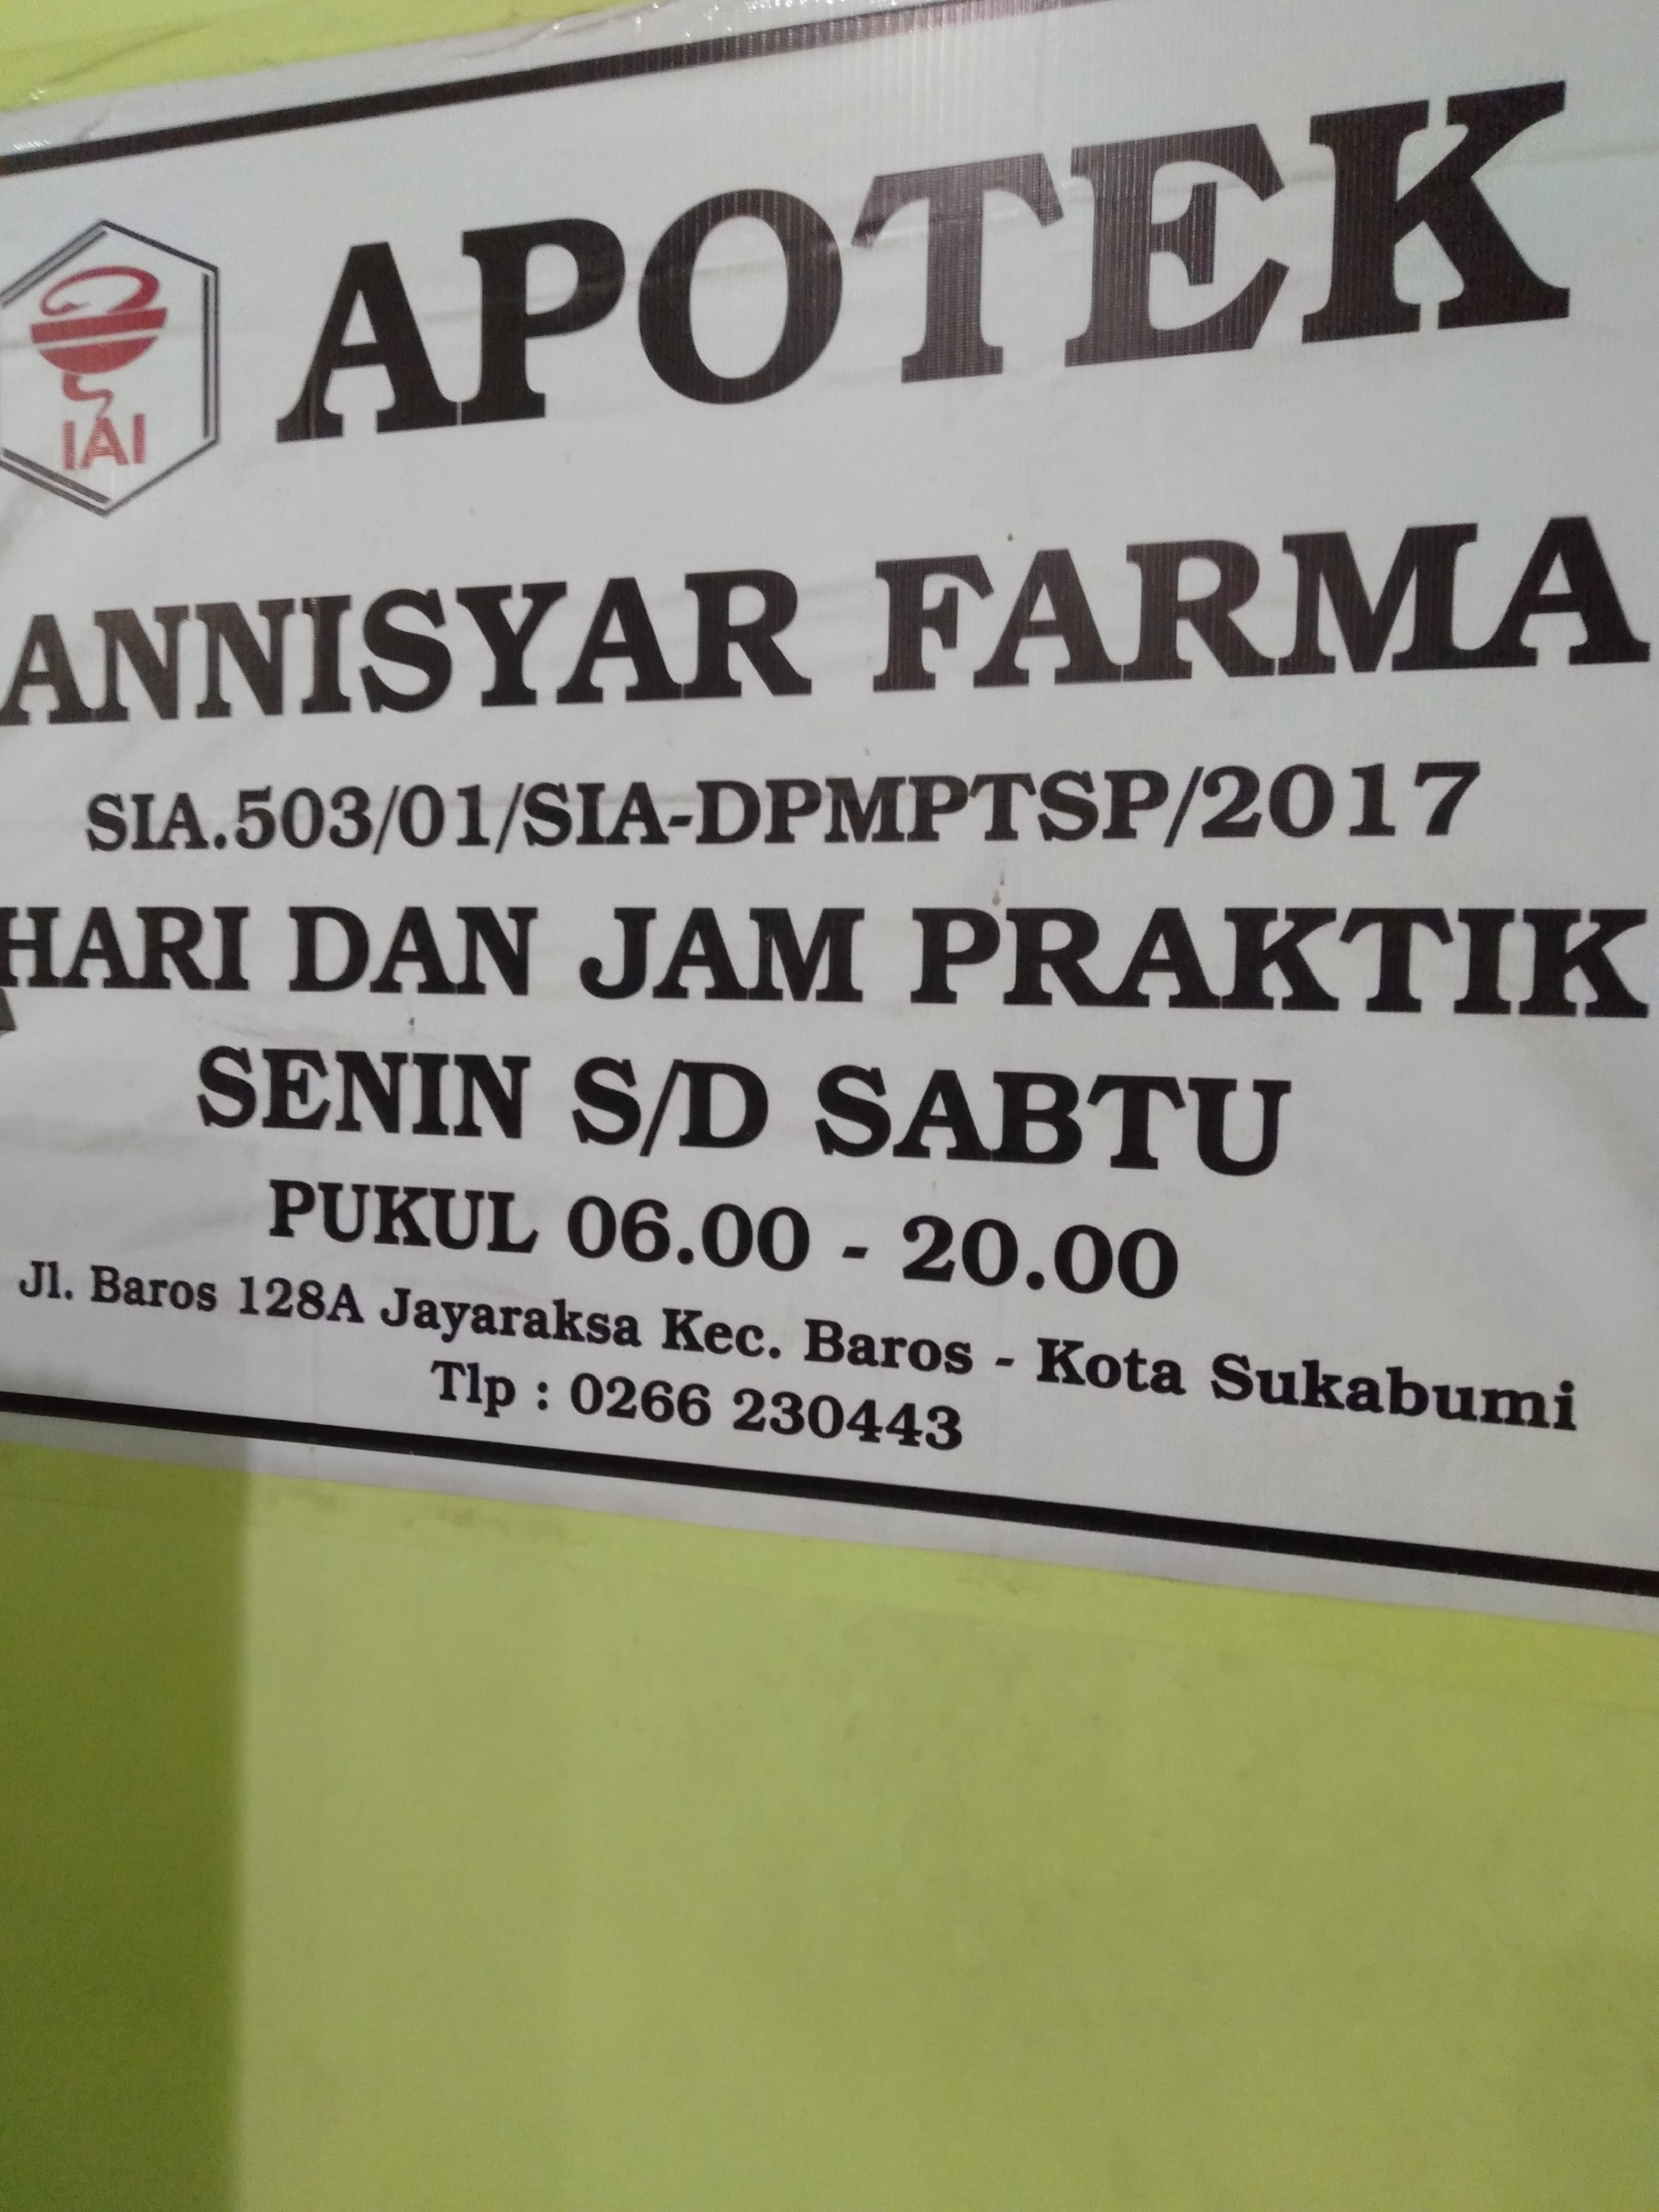 IAI
APOTEK
ANNISYAR FARMA
SIA.503/01/SIA-DPMPTSP/2017
HARI DAN JAM PRAKTIK
SENIN S/D SABTU
PUKUL 06.00 - 20.00
Jl. Baros 128A Jayaraksa Kec. Baros - Kota Sukabumi
Tlp : 0266 230443